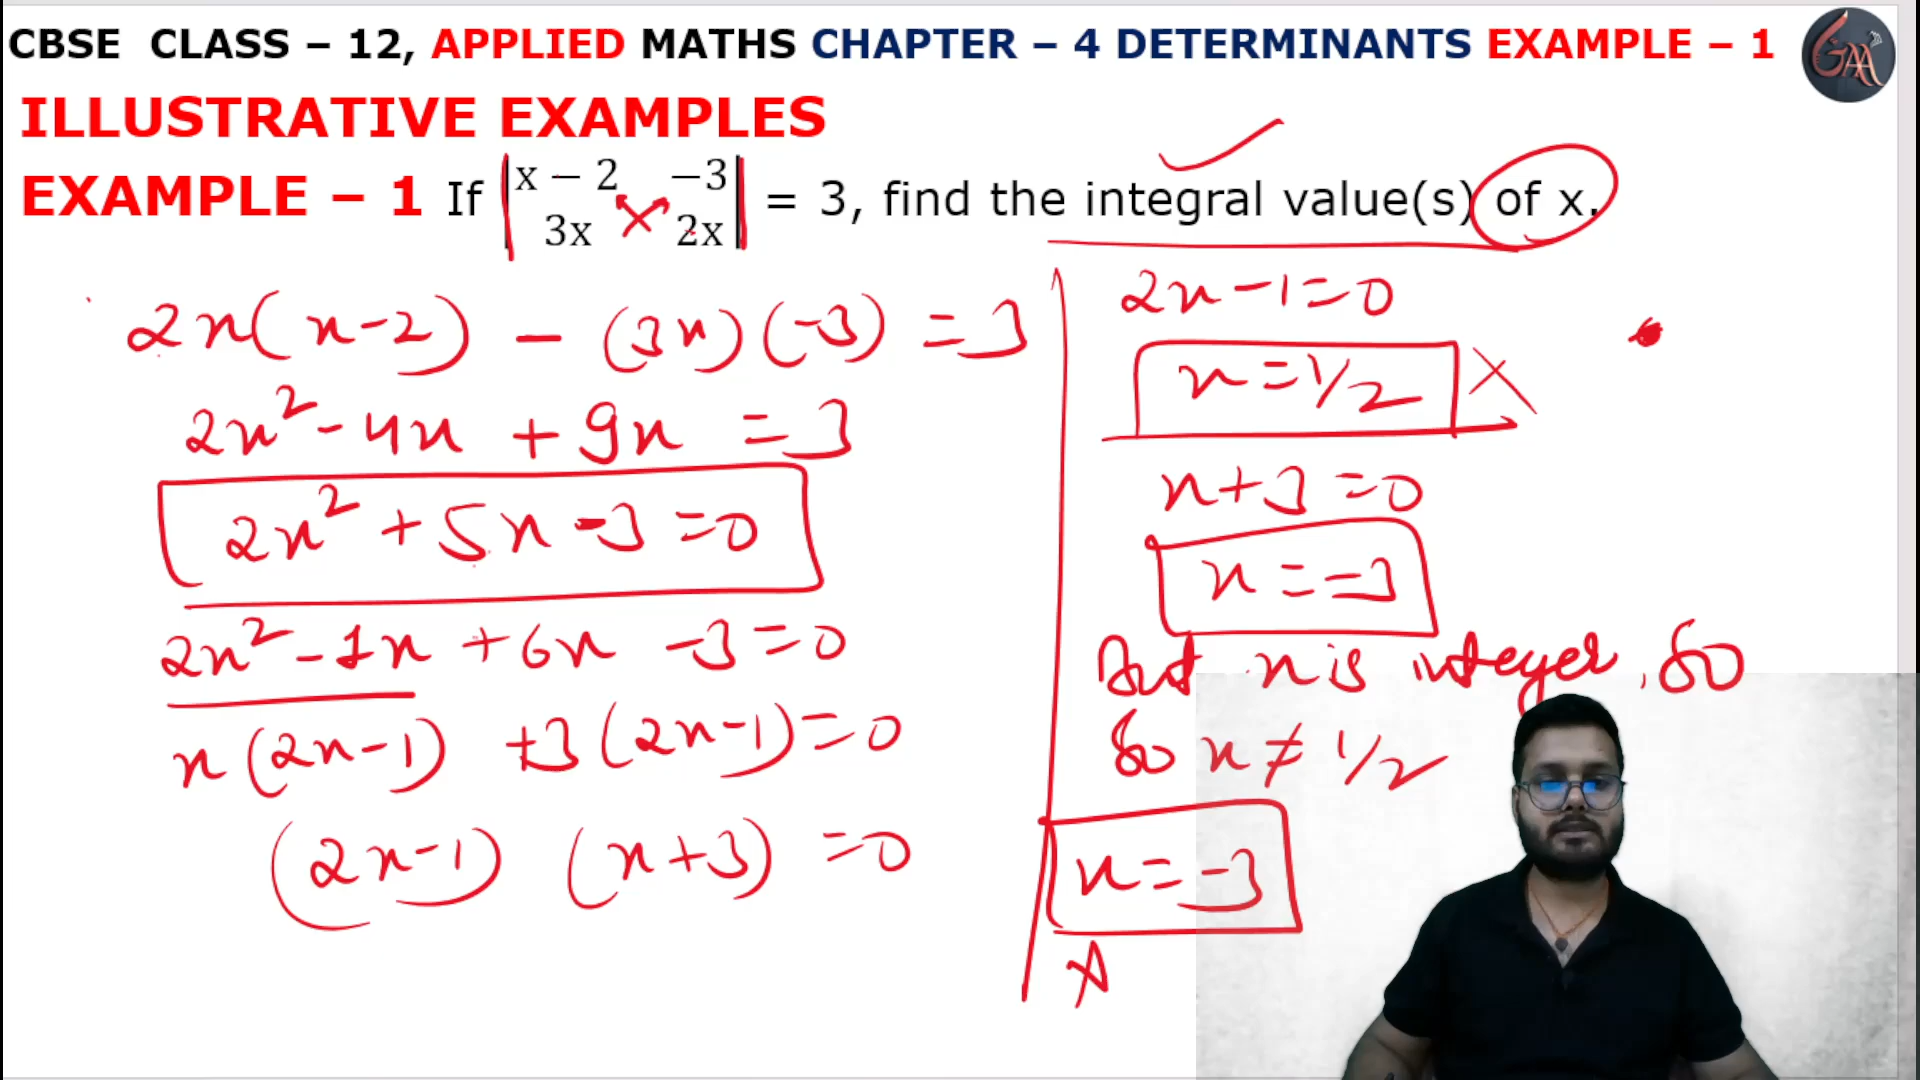 CBSE CLASS – 12, APPLIED MATHS CHAPTER – 4 DETERMINANTS EXAMPLE – 1
GAA
ILLUSTRATIVE EXAMPLES
EXAMPLE – 1 If |x − 2 −3| = 3, find the integral value(s) of x.
|3x 2x|
2x(x-2) - (3x)(-3) = 3
2x² - 4x + 9x = 3
2x² + 5x - 3 = 0
2x² - 1x + 6x - 3 = 0
x(2x-1) +3(2x-1) = 0
(2x-1) (x+3) = 0
2x - 1 = 0
x = 1/2 ×
x + 3 = 0
x = -3
But x is integer, so
So x ≠ 1/2
x = -3
A